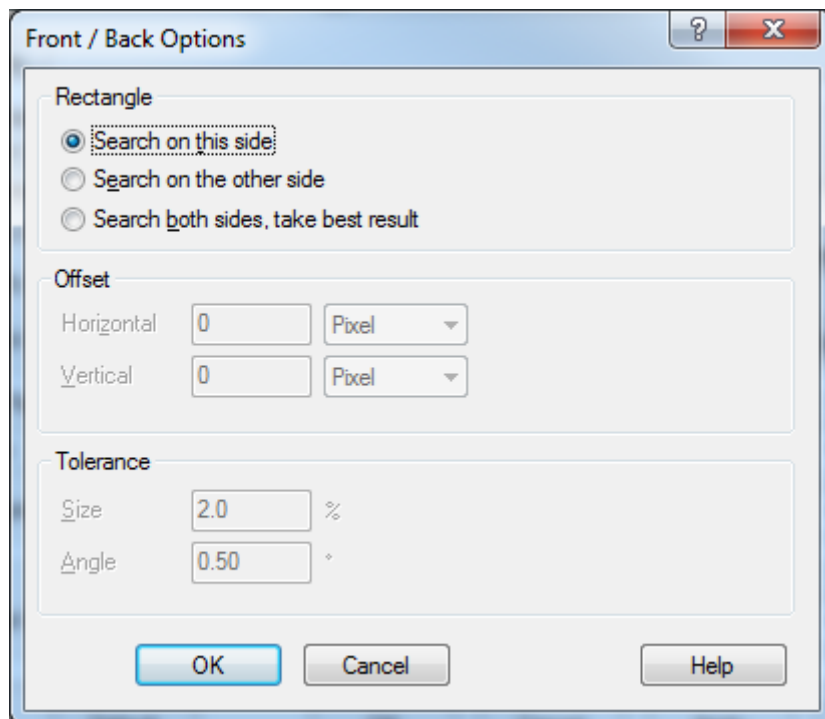 Front / Back Options
Rectangle
Search on this side
Search on the other side
Search both sides, take best result
Offset
Horizontal 0 Pixel
Vertical 0 Pixel
Tolerance
Size 2.0 %
Angle 0.50 °
OK Cancel Help